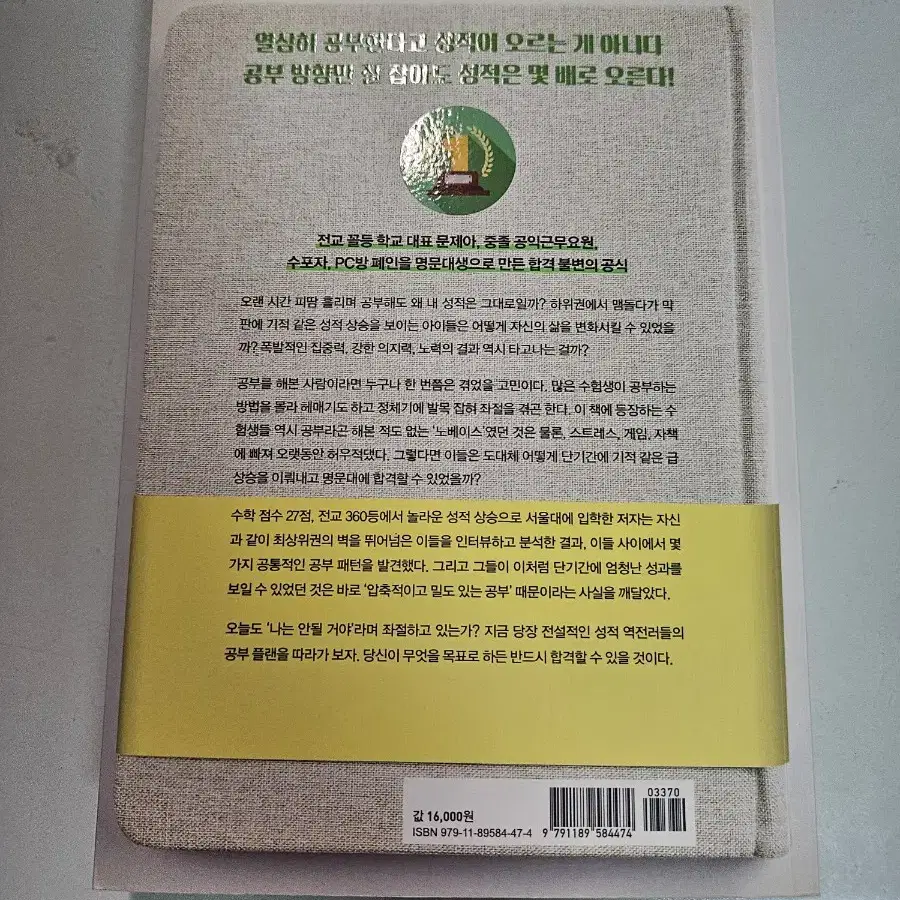 열심히 공부한다고 성적이 오르는 게 아니다
공부 방향만 잘 잡아도 성적은 몇 배로 오른다!
1
전교 꼴등 학교 대표 문제아, 중졸 공익근무요원,
수포자, PC방 폐인을 명문대생으로 만든 합격 불변의 공식
오랜 시간 피땀 흘리며 공부해도 왜 내 성적은 그대로일까? 하위권에서 맴돌다가 막
판에 기적 같은 성적 상승을 보이는 아이들은 어떻게 자신의 삶을 변화시킬 수 있었을
까? 폭발적인 집중력, 강한 의지력, 노력의 결과 역시 타고나는 걸까?
공부를 해본 사람이라면 누구나 한 번쯤은 겪었을 고민이다. 많은 수험생이 공부하는
방법을 몰라 헤매기도 하고 정체기에 발목 잡혀 좌절을 겪곤 한다. 이 책에 등장하는 수
험생들 역시 공부라곤 해본 적도 없는 '노베이스'였던 것은 물론, 스트레스, 게임, 자책
에 빠져 오랫동안 허우적댔다. 그렇다면 이들은 도대체 어떻게 단기간에 기적 같은 급
상승을 이뤄내고 명문대에 합격할 수 있었을까?
수학 점수 27점, 전교 360등에서 놀라운 성적 상승으로 서울대에 입학한 저자는 자신
과 같이 최상위권의 벽을 뛰어넘은 이들을 인터뷰하고 분석한 결과, 이들 사이에서 몇
가지 공통적인 공부 패턴을 발견했다. 그리고 그들이 이처럼 단기간에 엄청난 성과를
보일 수 있었던 것은 바로 '압축적이고 밀도 있는 공부' 때문이라는 사실을 깨달았다.
오늘도 '나는 안될 거야'라며 좌절하고 있는가? 지금 당장 전설적인 성적 역전러들의
공부 플랜을 따라가 보자. 당신이 무엇을 목표로 하든 반드시 합격할 수 있을 것이다.
03370
값 16,000원
ISBN 979-11-89584-47-4
9 791189 584474